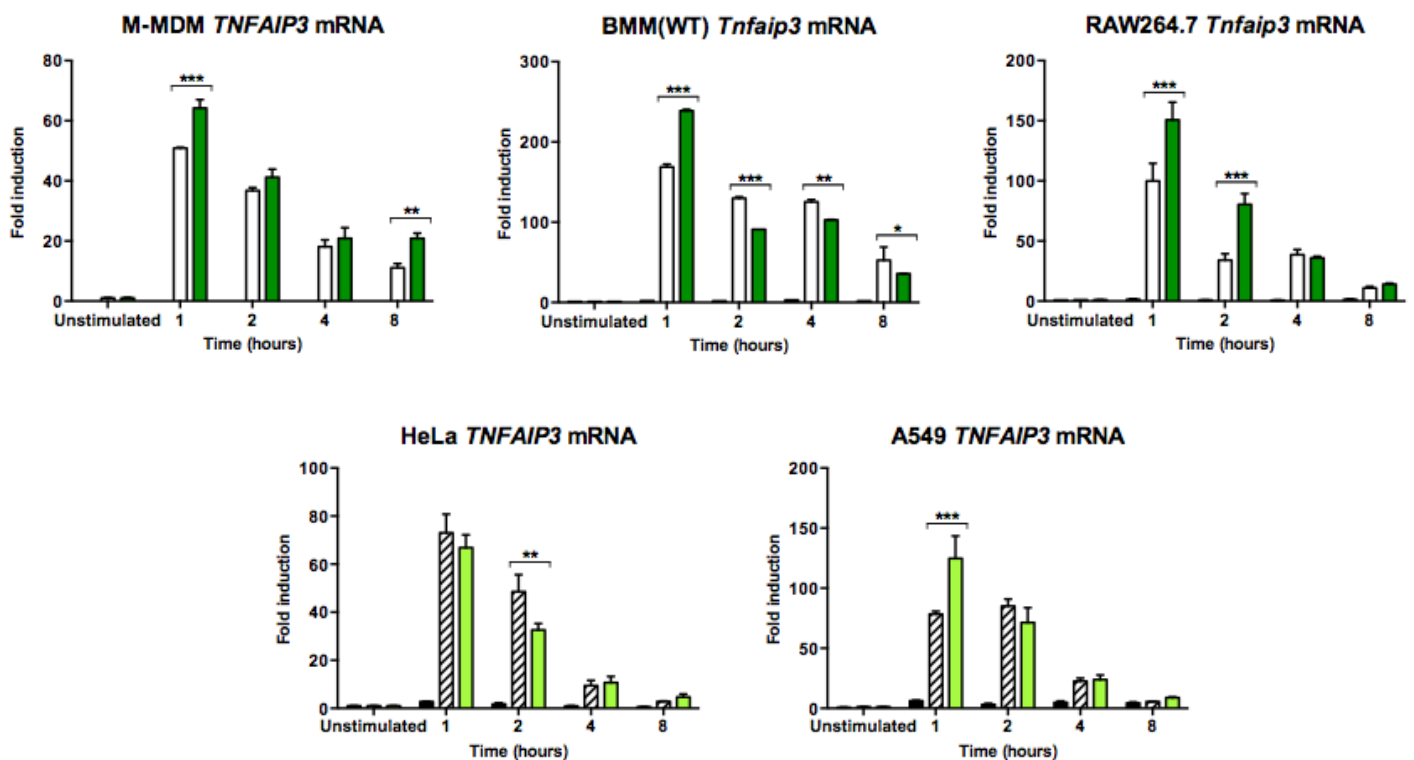 M-MDM TNFAIP3 mRNA
Fold induction
80
60
40
20
0
***
**
Unstimulated 1 2 4 8
Time (hours)
BMM(WT) Tnfaip3 mRNA
Fold induction
300
200
100
0
***
***
**
*
Unstimulated 1 2 4 8
Time (hours)
RAW264.7 Tnfaip3 mRNA
Fold induction
200
150
100
50
0
***
***
Unstimulated 1 2 4 8
Time (hours)
HeLa TNFAIP3 mRNA
Fold induction
100
80
60
40
20
0
**
Unstimulated 1 2 4 8
Time (hours)
A549 TNFAIP3 mRNA
Fold induction
200
150
100
50
0
***
Unstimulated 1 2 4 8
Time (hours)